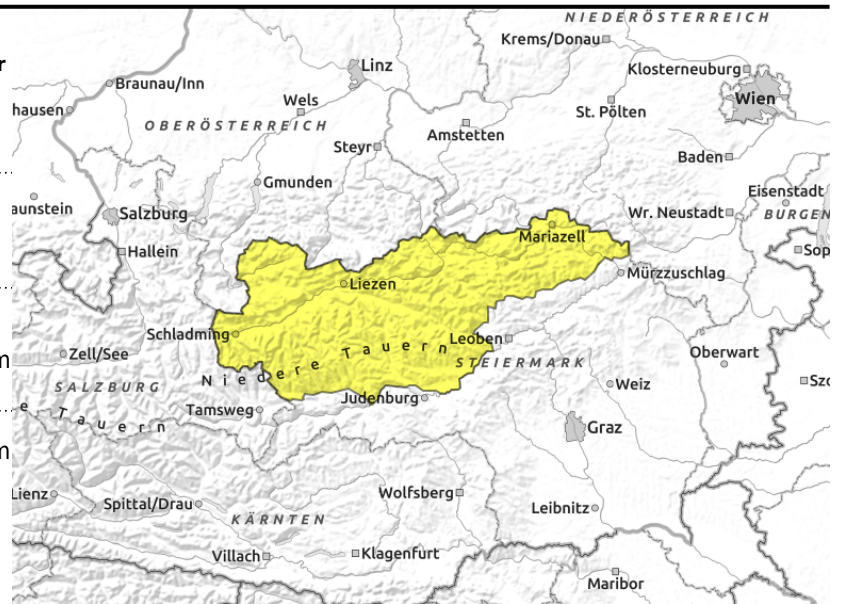 NIEDERÖSTERREICH
Krems/Donau
r
Linz
Klosterneuburg
Braunau/Inn
Wien
Wels
hausen
St. Pölten
OBERÖSTERREICH
Amstetten
Steyr
Baden
Gmunden
Eisenstadt
aunstein
Salzburg
Wr. Neustadt
BURGEN
Mariazell
Hallein
Sop
Mürzzuschlag
Liezen
Schladming
Leoben
Niedere Tauern
Zell/See
STEIERMARK
Oberwart
m
SALZBURG
Weiz
Szo
Judenburg
Tamsweg
e Tauern
Graz
m
Lienz
Wolfsberg
Spittal/Drau
Leibnitz
KÄRNTEN
Villach
Klagenfurt
Maribor